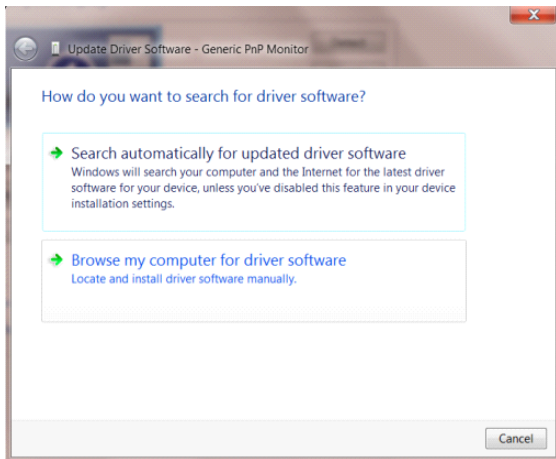 Update Driver Software - Generic PnP Monitor
How do you want to search for driver software?
Search automatically for updated driver software
Windows will search your computer and the Internet for the latest driver
software for your device, unless you've disabled this feature in your device
installation settings.
Browse my computer for driver software
Locate and install driver software manually.
Cancel